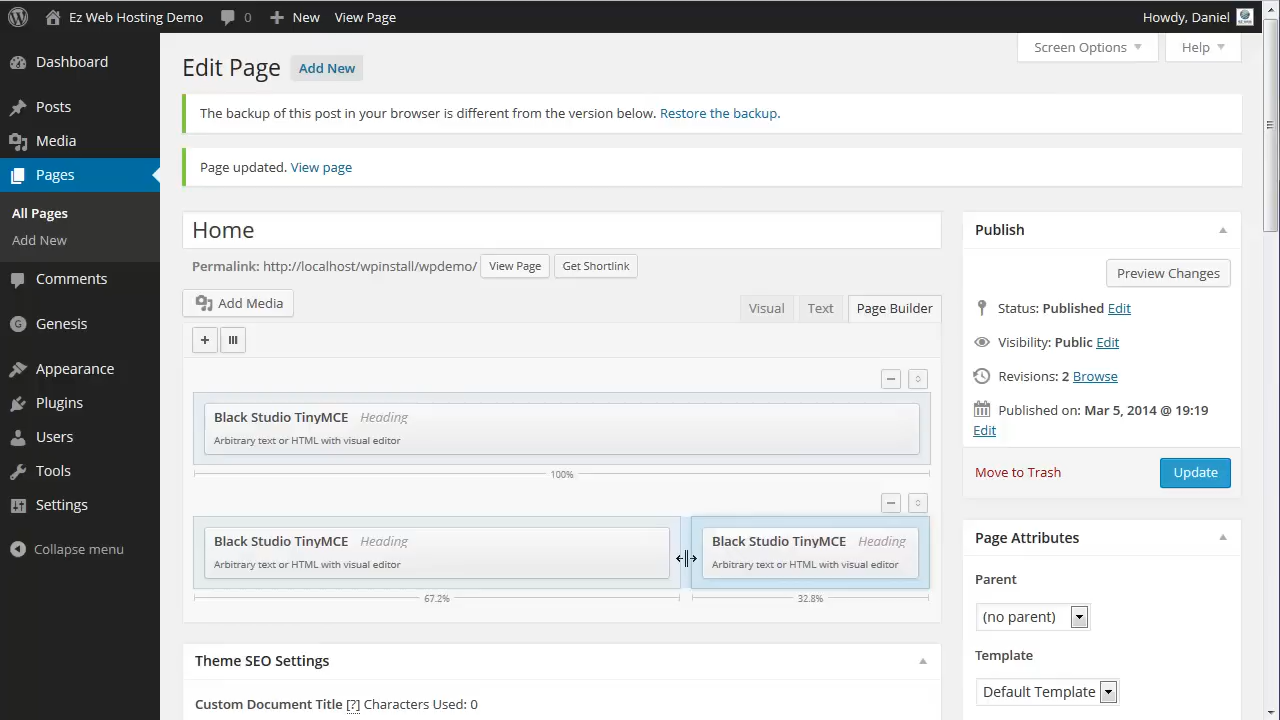 Ez Web Hosting Demo 0 New View Page Howdy, Daniel
Screen Options Help
Dashboard
Posts
Media
Pages
All Pages
Add New
Comments
Genesis
Appearance
Plugins
Users
Tools
Settings
Collapse menu
Edit Page Add New
The backup of this post in your browser is different from the version below. Restore the backup.
Page updated. View page
Home
Permalink: http://localhost/wpinstall/wpdemo/ View Page Get Shortlink
Add Media
Visual Text Page Builder
Black Studio TinyMCE Heading
Arbitrary text or HTML with visual editor
100%
Black Studio TinyMCE Heading
Arbitrary text or HTML with visual editor
67.2%
Black Studio TinyMCE Heading
Arbitrary text or HTML with visual editor
32.8%
Theme SEO Settings
Custom Document Title [?] Characters Used: 0
Publish
Preview Changes
Status: Published Edit
Visibility: Public Edit
Revisions: 2 Browse
Published on: Mar 5, 2014 @ 19:19
Edit
Move to Trash Update
Page Attributes
Parent
(no parent)
Template
Default Template